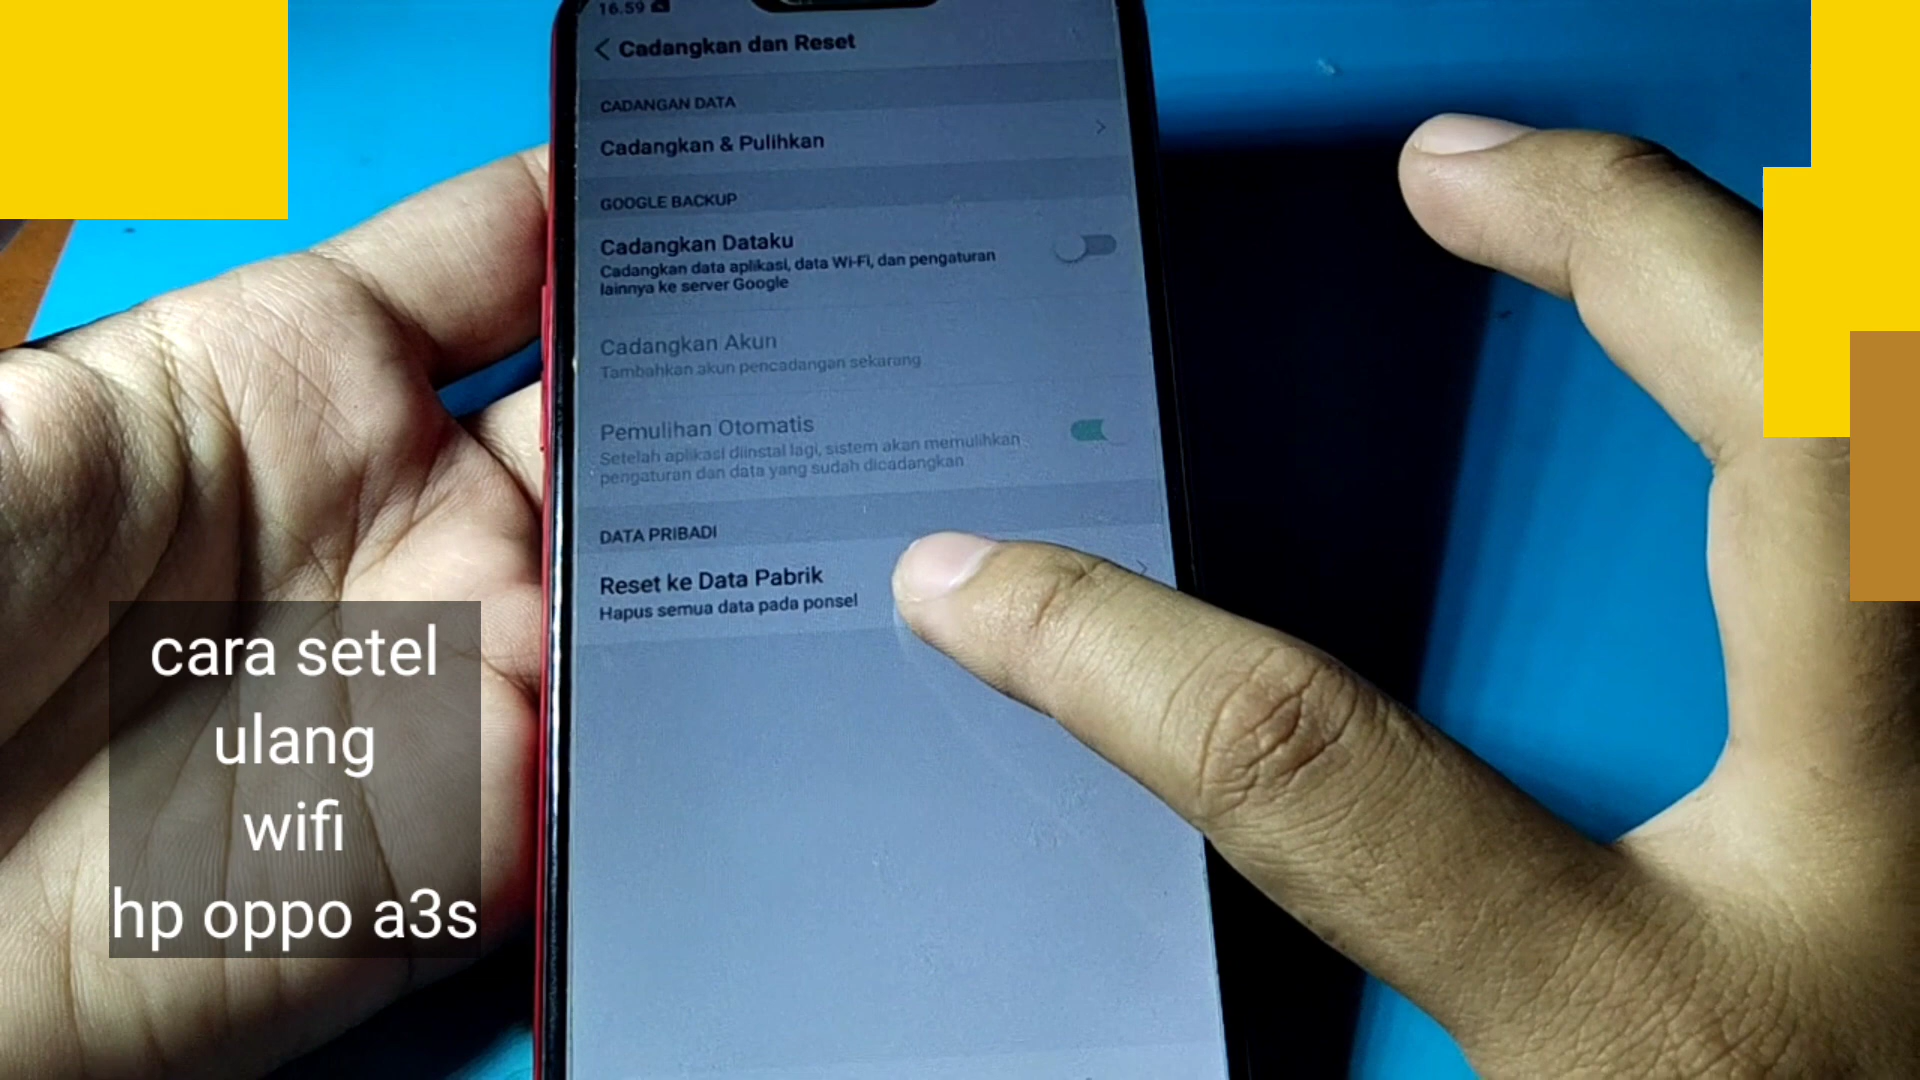 16.59
Cadangkan dan Reset
CADANGAN DATA
Cadangkan & Pulihkan
GOOGLE BACKUP
Cadangkan Dataku
Cadangkan data aplikasi, data Wi-Fi, dan pengaturan
lainnya ke server Google
Cadangkan Akun
Tambahkan akun pencadangan sekarang
Pemulihan Otomatis
Setelah aplikasi diinstal lagi, sistem akan memulihkan
pengaturan dan data yang sudah dicadangkan
DATA PRIBADI
Reset ke Data Pabrik
Hapus semua data pada ponsel
cara setel
ulang
wifi
hp oppo a3s